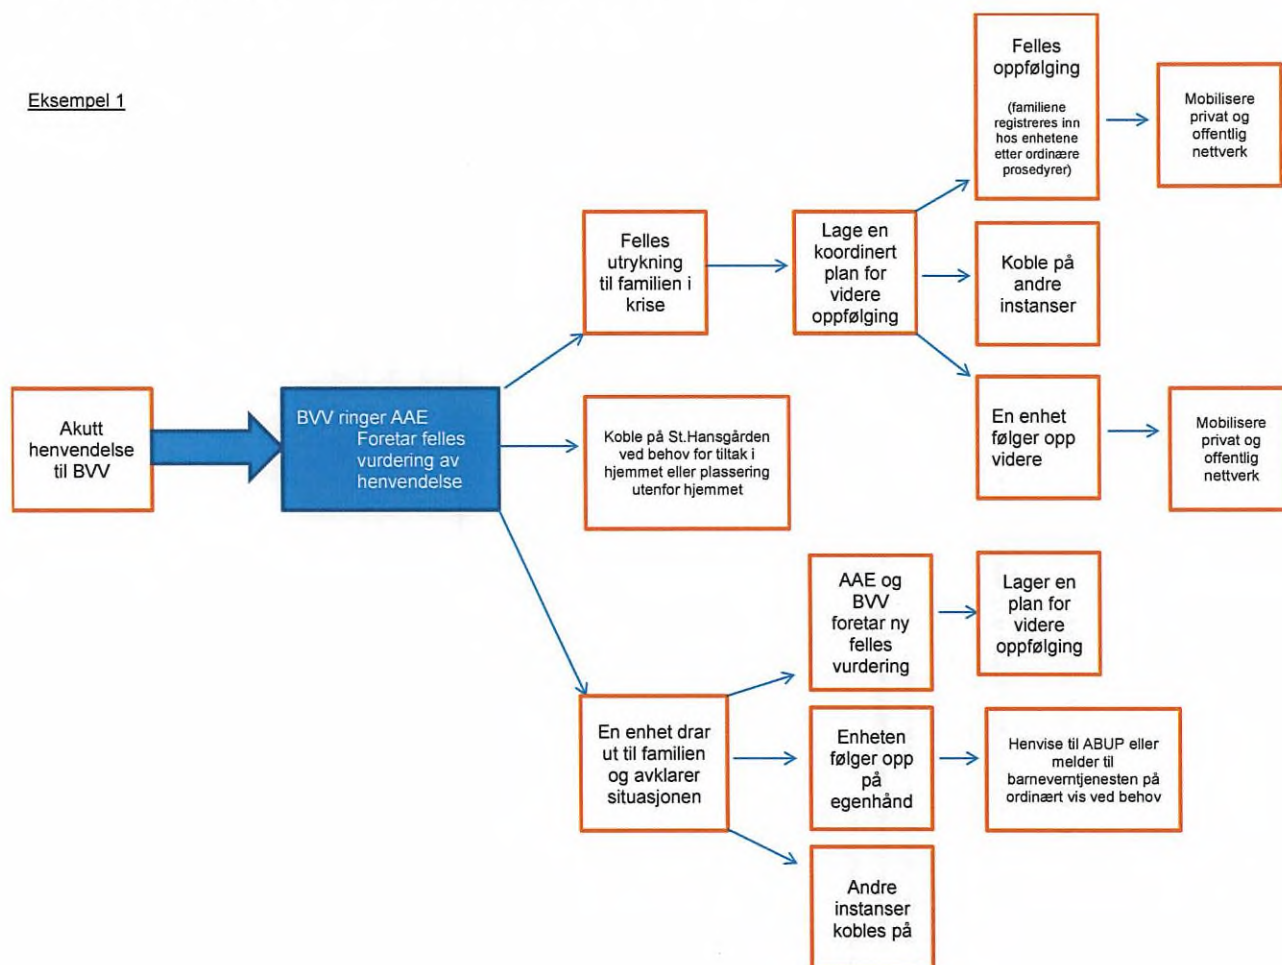 Eksempel 1
Akutt
henvendelse
til BVV
BVV ringer AAE
Foretar felles
vurdering av
henvendelse
Felles
utrykning
til familien i
krise
Lage en
koordinert
plan for
videre
oppfølging
Felles
oppfølging
(familiene
registreres inn
hos enhetene
etter ordinære
prosedyrer)
Mobilisere
privat og
offentlig
nettverk
Koble på
andre
instanser
En enhet
følger opp
videre
Mobilisere
privat og
offentlig
nettverk
Koble på St.Hansgården
ved behov for tiltak i
hjemmet eller plassering
utenfor hjemmet
En enhet drar
ut til familien
og avklarer
situasjonen
AAE og
BVV
foretar ny
felles
vurdering
Lager en
plan for
videre
oppfølging
Enheten
følger opp
på
egenhånd
Henvise til ABUP eller
melder til
barneverntjenesten på
ordinært vis ved behov
Andre
instanser
kobles på